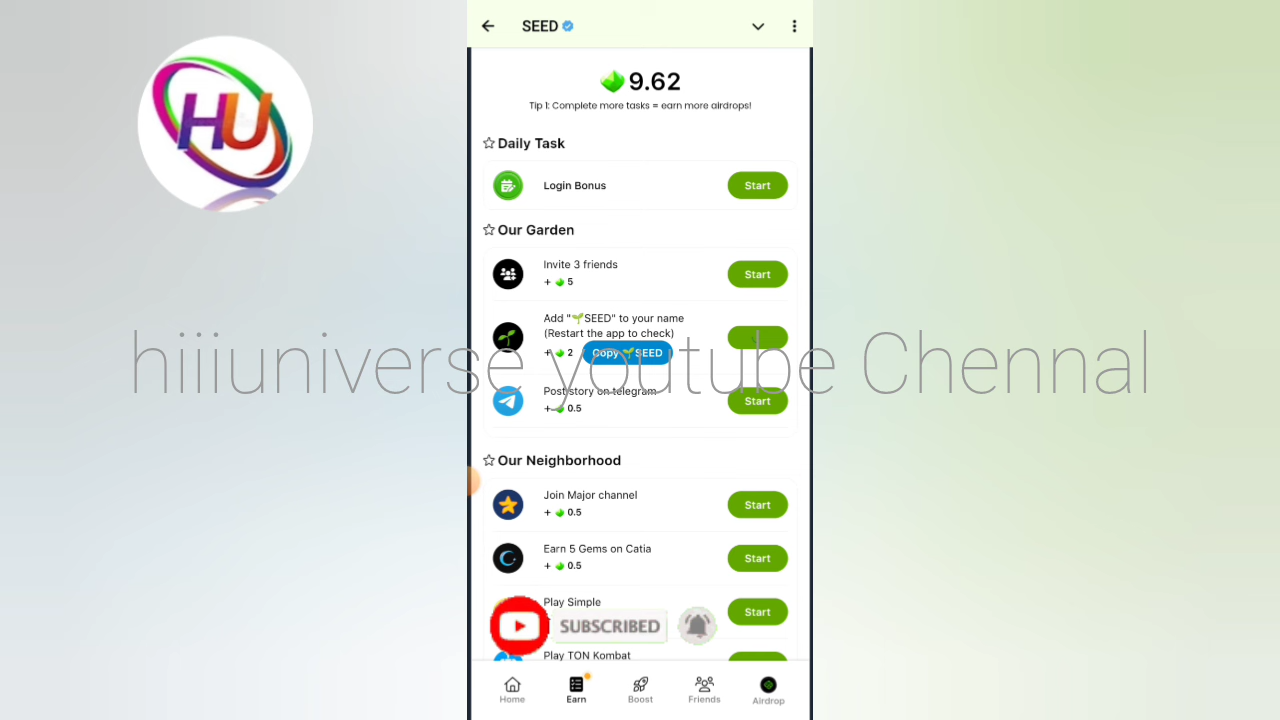 SEED
9.62
Tip 1: Complete more tasks = earn more airdrops!
Daily Task
Login Bonus
Start
Our Garden
Invite 3 friends
+ 5
Start
Add "🌱SEED" to your name
(Restart the app to check)
+ 2
Copy 🌱SEED
Post story on telegram
+ 0.5
Start
hiiiuniverse youtube Chennal
Our Neighborhood
Join Major channel
+ 0.5
Start
Earn 5 Gems on Catia
+ 0.5
Start
Play Simple
Start
SUBSCRIBED
Play TON Kombat
Home
Earn
Boost
Friends
Airdrop
HU